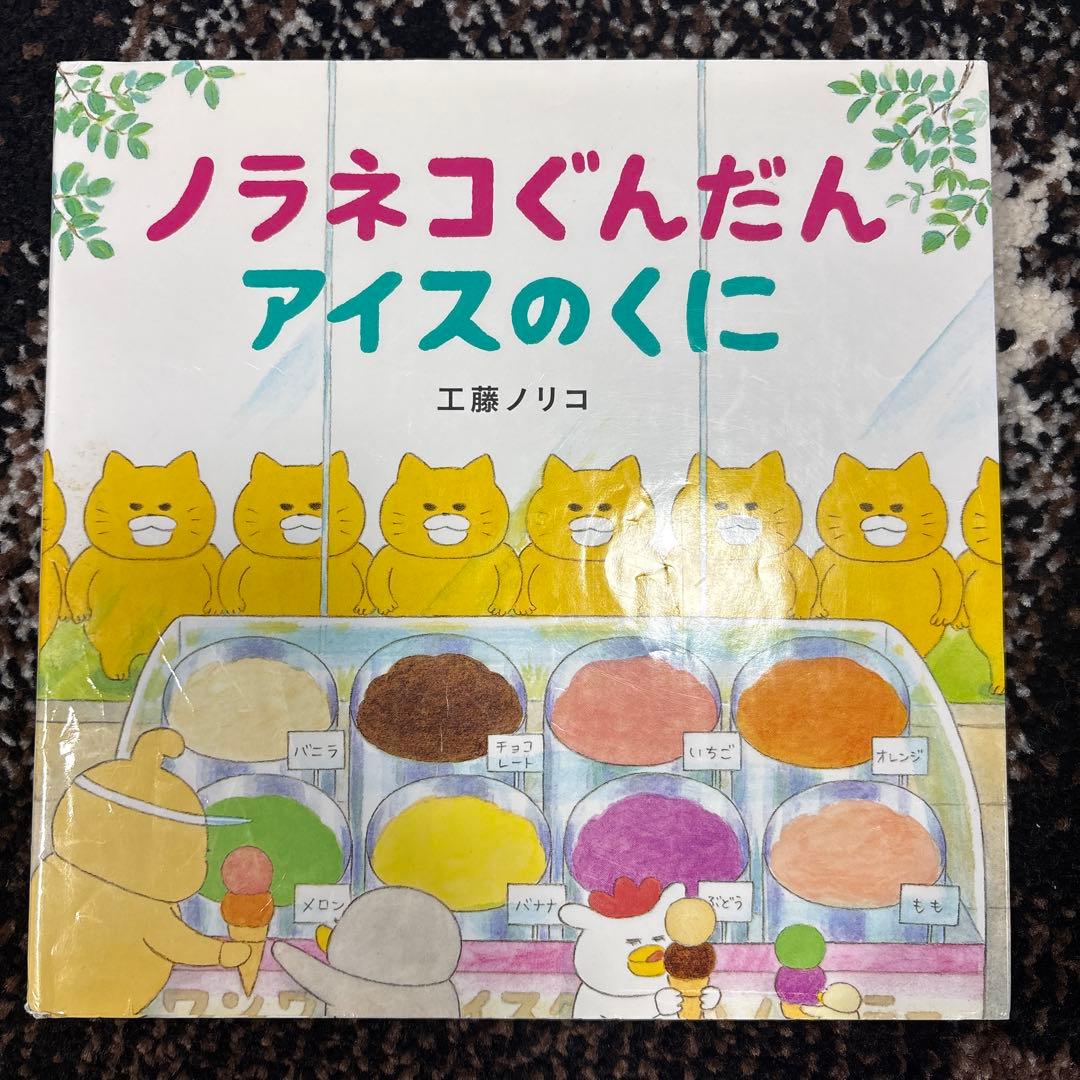 ノラネコぐんだん
アイスのくに
工藤ノリコ
バニラ
チョコ
レート
いちご
オレンジ
メロン
バナナ
ぶどう
もも